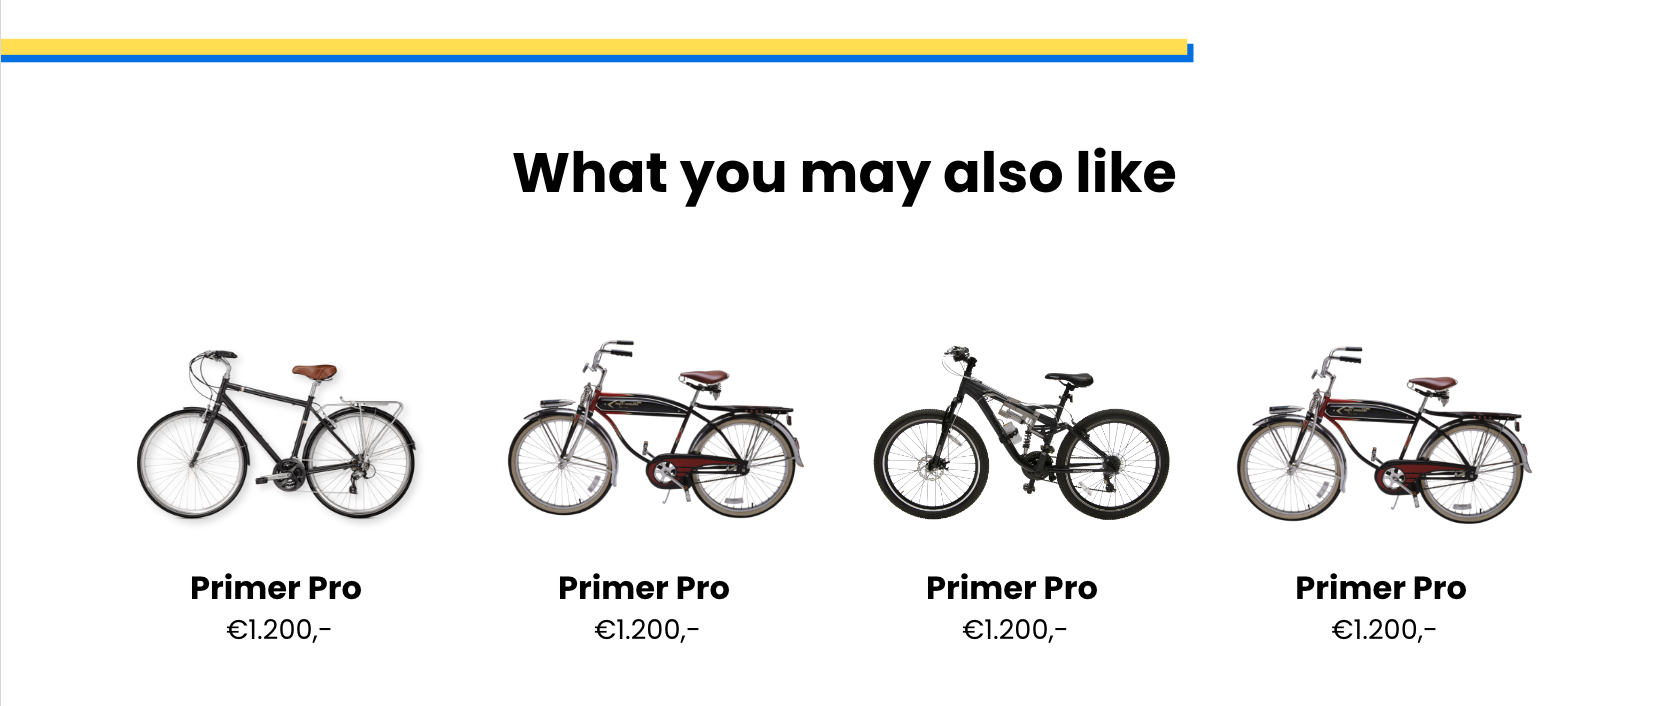 What you may also like
Primer Pro
€1.200,-
Primer Pro
€1.200,-
Primer Pro
€1.200,-
Primer Pro
€1.200,-